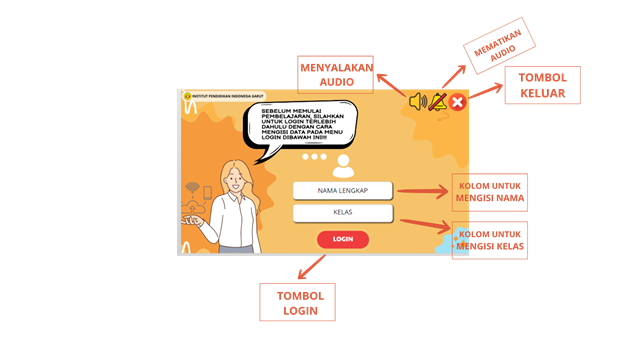 MENYALAKAN
AUDIO
MEMATIKAN
AUDIO
TOMBOL
KELUAR
INSTITUT PENDIDIKAN INDONESIA GARUT
SEBELUM MEMULAI
PEMBELAJARAN, SILAHKAN
UNTUK LOGIN TERLEBIH
DAHULU DENGAN CARA
MENGISI DATA PADA MENU
LOGIN DIBAWAH INI!!!
NAMA LENGKAP
KOLOM UNTUK
MENGISI NAMA
KELAS
KOLOM UNTUK
MENGISI KELAS
LOGIN
TOMBOL
LOGIN